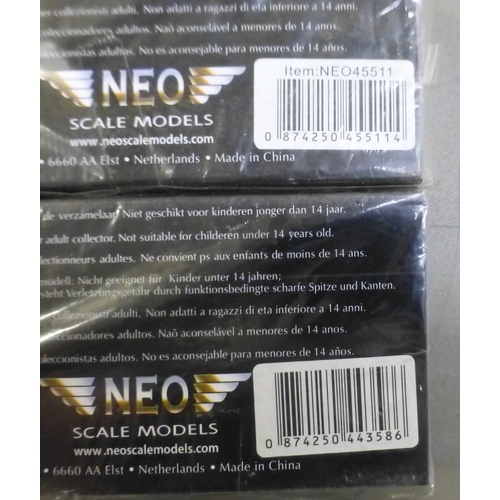 collezionisti adulti. Non adatti a ragazzi di eta inferiore a 14 anni.
eccionadores adultos. Naõ aconselável a menores de 14 años.
leccionistas adultos. No es aconsejable para menores de 14 años.
NEO
SCALE MODELS
www.neoscalemodels.com
• 6660 AA Elst • Netherlands • Made in China
Item:NEO45511
0 874250 455114
de verzamelaar. Niet geschikt voor kinderen jonger dan 14 jaar.
r adult collector. Not suitable for childeren under 14 years old.
lectionneurs adultes. Ne convient ps aux enfants de moins de 14 ans.
modell: Nicht geeignet für Kinder unter 14 jahren;
steht Verletzungsgefahr durch funktionsbedingte scharfe Spitze und Kanten.
collezionisti adulti. Non adatti a ragazzi di eta inferiore a 14 anni.
leccionadores adultos. Naõ aconselável a menores de 14 años.
oleccionistas adultos. No es aconsejable para menores de 14 años.
NEO
SCALE MODELS
www.neoscalemodels.com
• 6660 AA Elst • Netherlands • Made in China
0 874250 443586